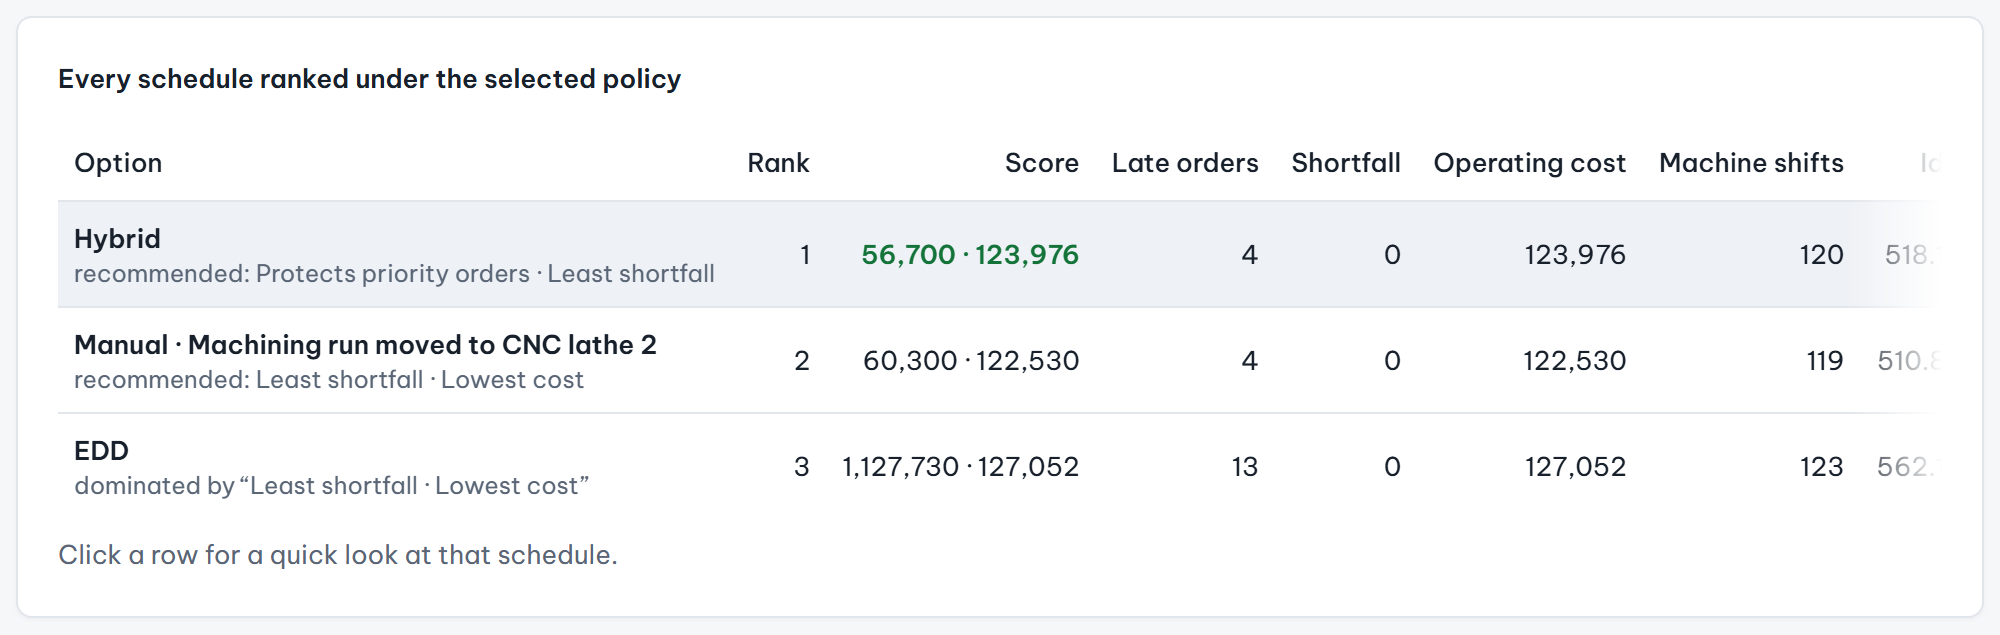 Every schedule ranked under the selected policy
Option Rank Score Late orders Shortfall Operating cost Machine shifts
Hybrid
recommended: Protects priority orders · Least shortfall
1 56,700 · 123,976 4 0 123,976 120 518.
Manual · Machining run moved to CNC lathe 2
recommended: Least shortfall · Lowest cost
2 60,300 · 122,530 4 0 122,530 119 510.8
EDD
dominated by “Least shortfall · Lowest cost”
3 1,127,730 · 127,052 13 0 127,052 123 562.
Click a row for a quick look at that schedule.